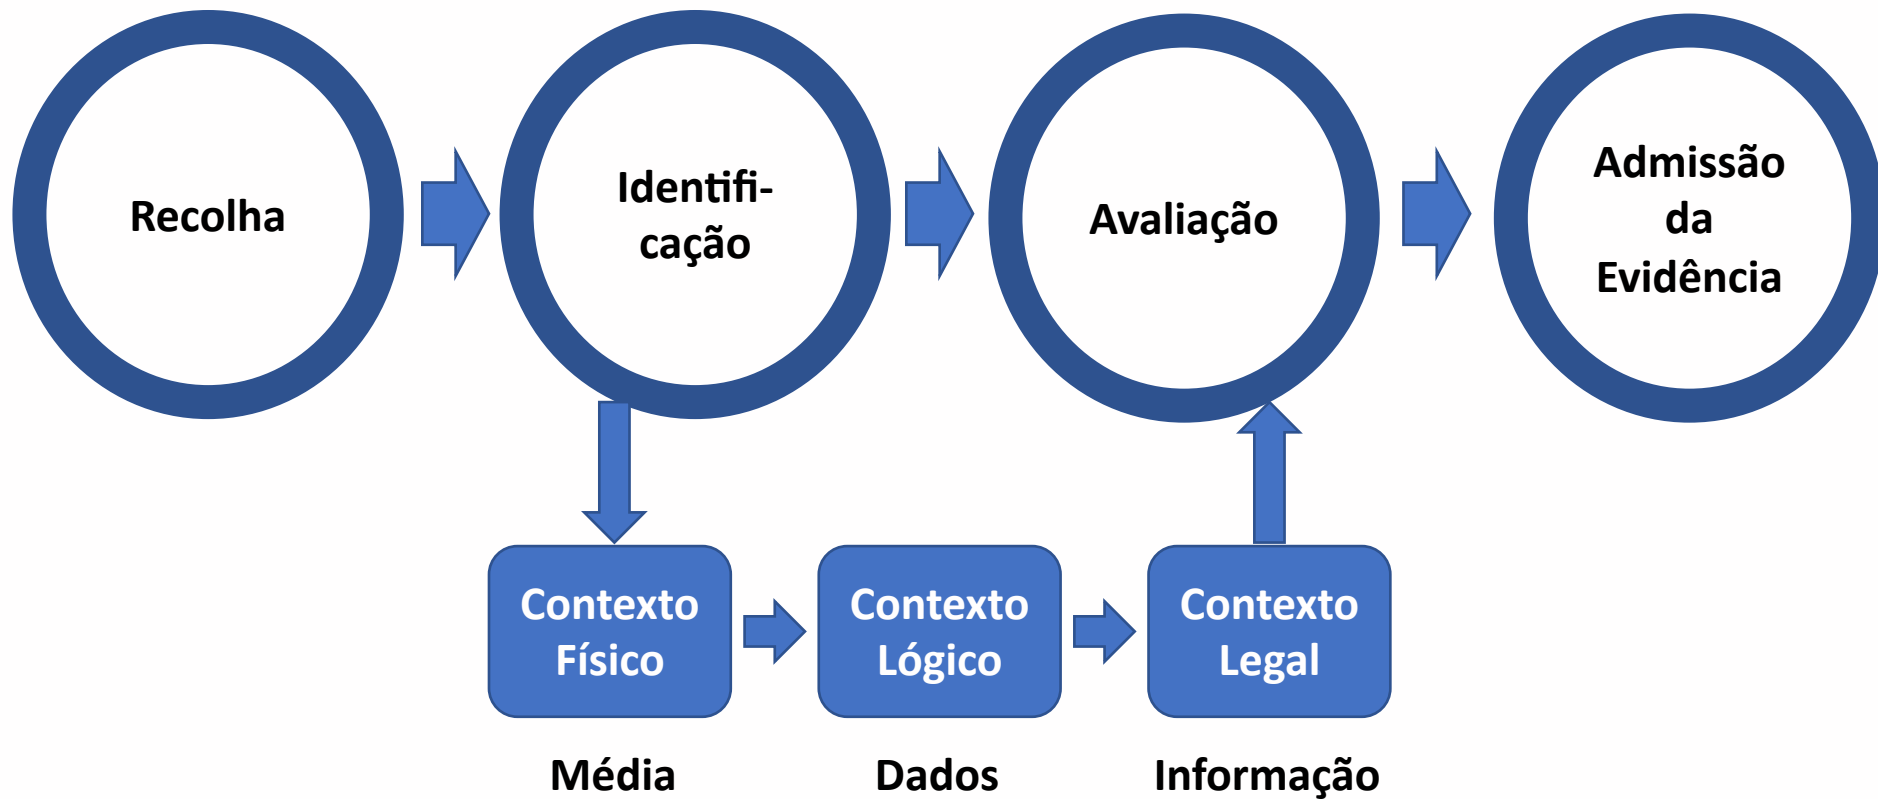 Recolha
Identifi-
cação
Avaliação
Admissão
da
Evidência
Contexto
Físico
Contexto
Lógico
Contexto
Legal
Média
Dados
Informação